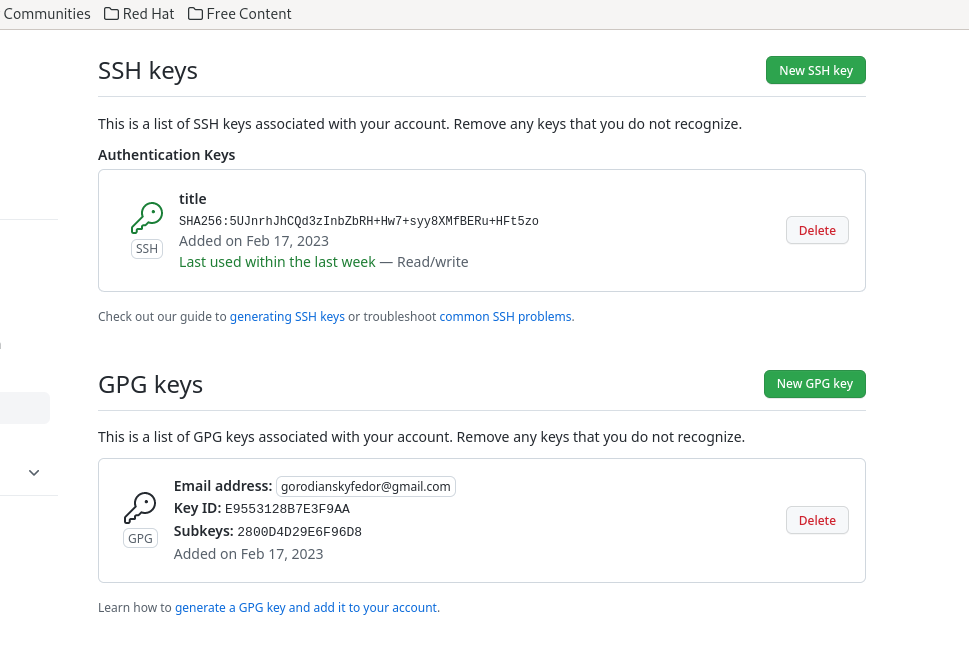 Communities Red Hat Free Content
SSH keys
New SSH key
This is a list of SSH keys associated with your account. Remove any keys that you do not recognize.
Authentication Keys
title
SHA256:5UJnrhJhCQd3zInbZbRH+Hw7+syy8XMfBERu+HFt5zo
Added on Feb 17, 2023
Last used within the last week — Read/write
SSH
Delete
Check out our guide to generating SSH keys or troubleshoot common SSH problems.
GPG keys
New GPG key
This is a list of GPG keys associated with your account. Remove any keys that you do not recognize.
Email address: gorodianskyfedor@gmail.com
Key ID: E9553128B7E3F9AA
Subkeys: 2800D4D29E6F96D8
Added on Feb 17, 2023
GPG
Delete
Learn how to generate a GPG key and add it to your account.